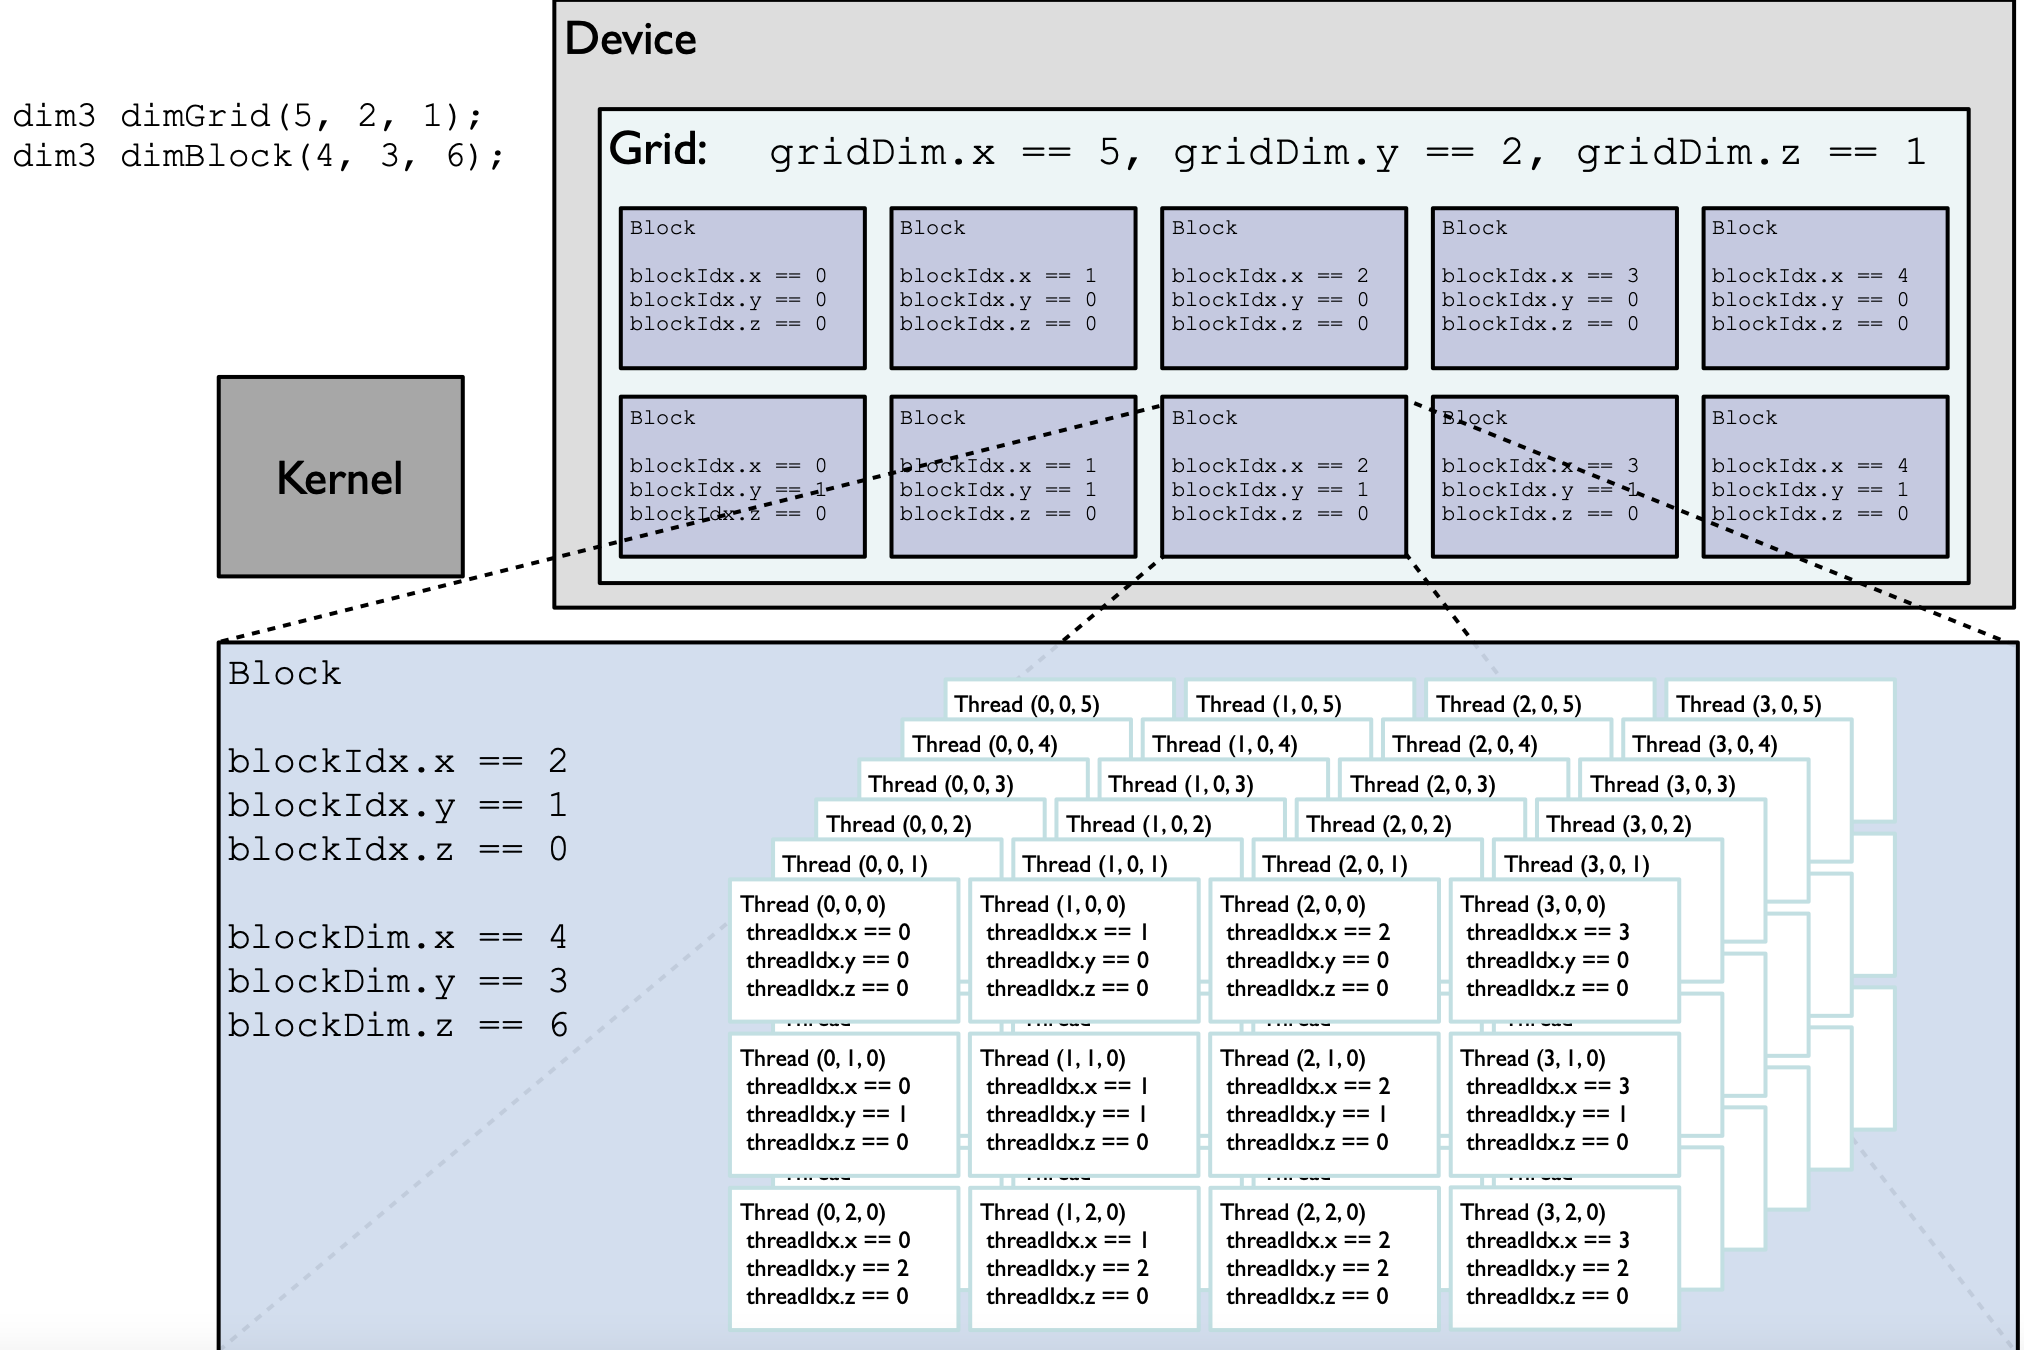 Device
dim3 dimGrid(5, 2, 1);
dim3 dimBlock(4, 3, 6);
Grid: gridDim.x == 5, gridDim.y == 2, gridDim.z == 1
Block
blockIdx.x == 0
blockIdx.y == 0
blockIdx.z == 0
Block
blockIdx.x == 1
blockIdx.y == 0
blockIdx.z == 0
Block
blockIdx.x == 2
blockIdx.y == 0
blockIdx.z == 0
Block
blockIdx.x == 3
blockIdx.y == 0
blockIdx.z == 0
Block
blockIdx.x == 4
blockIdx.y == 0
blockIdx.z == 0
Block
blockIdx.x == 0
blockIdx.y == 1
blockIdx.z == 0
Block
blockIdx.x == 1
blockIdx.y == 1
blockIdx.z == 0
Block
blockIdx.x == 2
blockIdx.y == 1
blockIdx.z == 0
Block
blockIdx.x == 3
blockIdx.y == 1
blockIdx.z == 0
Block
blockIdx.x == 4
blockIdx.y == 1
blockIdx.z == 0
Kernel
Block
blockIdx.x == 2
blockIdx.y == 1
blockIdx.z == 0
blockDim.x == 4
blockDim.y == 3
blockDim.z == 6
Thread (0, 0, 5)
Thread (1, 0, 5)
Thread (2, 0, 5)
Thread (3, 0, 5)
Thread (0, 0, 4)
Thread (1, 0, 4)
Thread (2, 0, 4)
Thread (3, 0, 4)
Thread (0, 0, 3)
Thread (1, 0, 3)
Thread (2, 0, 3)
Thread (3, 0, 3)
Thread (0, 0, 2)
Thread (1, 0, 2)
Thread (2, 0, 2)
Thread (3, 0, 2)
Thread (0, 0, 1)
Thread (1, 0, 1)
Thread (2, 0, 1)
Thread (3, 0, 1)
Thread (0, 0, 0)
threadIdx.x == 0
threadIdx.y == 0
threadIdx.z == 0
Thread (1, 0, 0)
threadIdx.x == 1
threadIdx.y == 0
threadIdx.z == 0
Thread (2, 0, 0)
threadIdx.x == 2
threadIdx.y == 0
threadIdx.z == 0
Thread (3, 0, 0)
threadIdx.x == 3
threadIdx.y == 0
threadIdx.z == 0
Thread (0, 1, 0)
threadIdx.x == 0
threadIdx.y == 1
threadIdx.z == 0
Thread (1, 1, 0)
threadIdx.x == 1
threadIdx.y == 1
threadIdx.z == 0
Thread (2, 1, 0)
threadIdx.x == 2
threadIdx.y == 1
threadIdx.z == 0
Thread (3, 1, 0)
threadIdx.x == 3
threadIdx.y == 1
threadIdx.z == 0
Thread (0, 2, 0)
threadIdx.x == 0
threadIdx.y == 2
threadIdx.z == 0
Thread (1, 2, 0)
threadIdx.x == 1
threadIdx.y == 2
threadIdx.z == 0
Thread (2, 2, 0)
threadIdx.x == 2
threadIdx.y == 2
threadIdx.z == 0
Thread (3, 2, 0)
threadIdx.x == 3
threadIdx.y == 2
threadIdx.z == 0